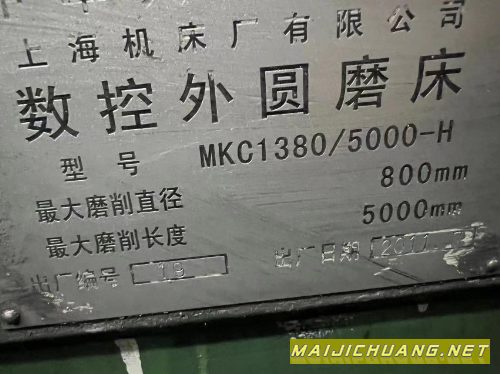 上海机床厂有限公司
数控外圆磨床
型号 MKC1380/5000-H
最大磨削直径 800mm
最大磨削长度 5000mm
出厂编号 19 出厂日期 2011
MAIJICHUANG.NET